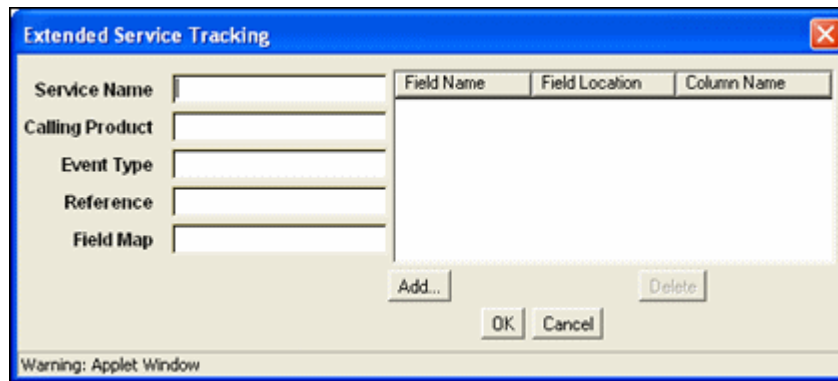 Extended Service Tracking
Service Name
Calling Product
Event Type
Reference
Field Map
Field Name Field Location Column Name
Add... Delete
OK Cancel
Warning: Applet Window